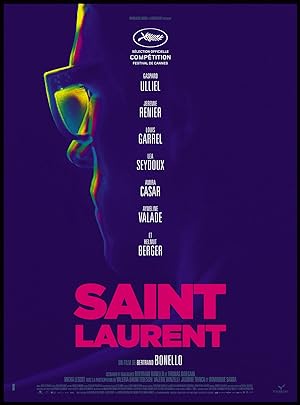 SÉLECTION OFFICIELLE
COMPÉTITION
FESTIVAL DE CANNES
GASPARD
ULLIEL
JÉRÉMIE
RENIER
LOUIS
GARREL
LÉA
SEYDOUX
AMIRA
CASAR
AYMELINE
VALADE
ET
HELMUT
BERGER
SAINT
LAURENT
UN FILM DE BERTRAND BONELLO